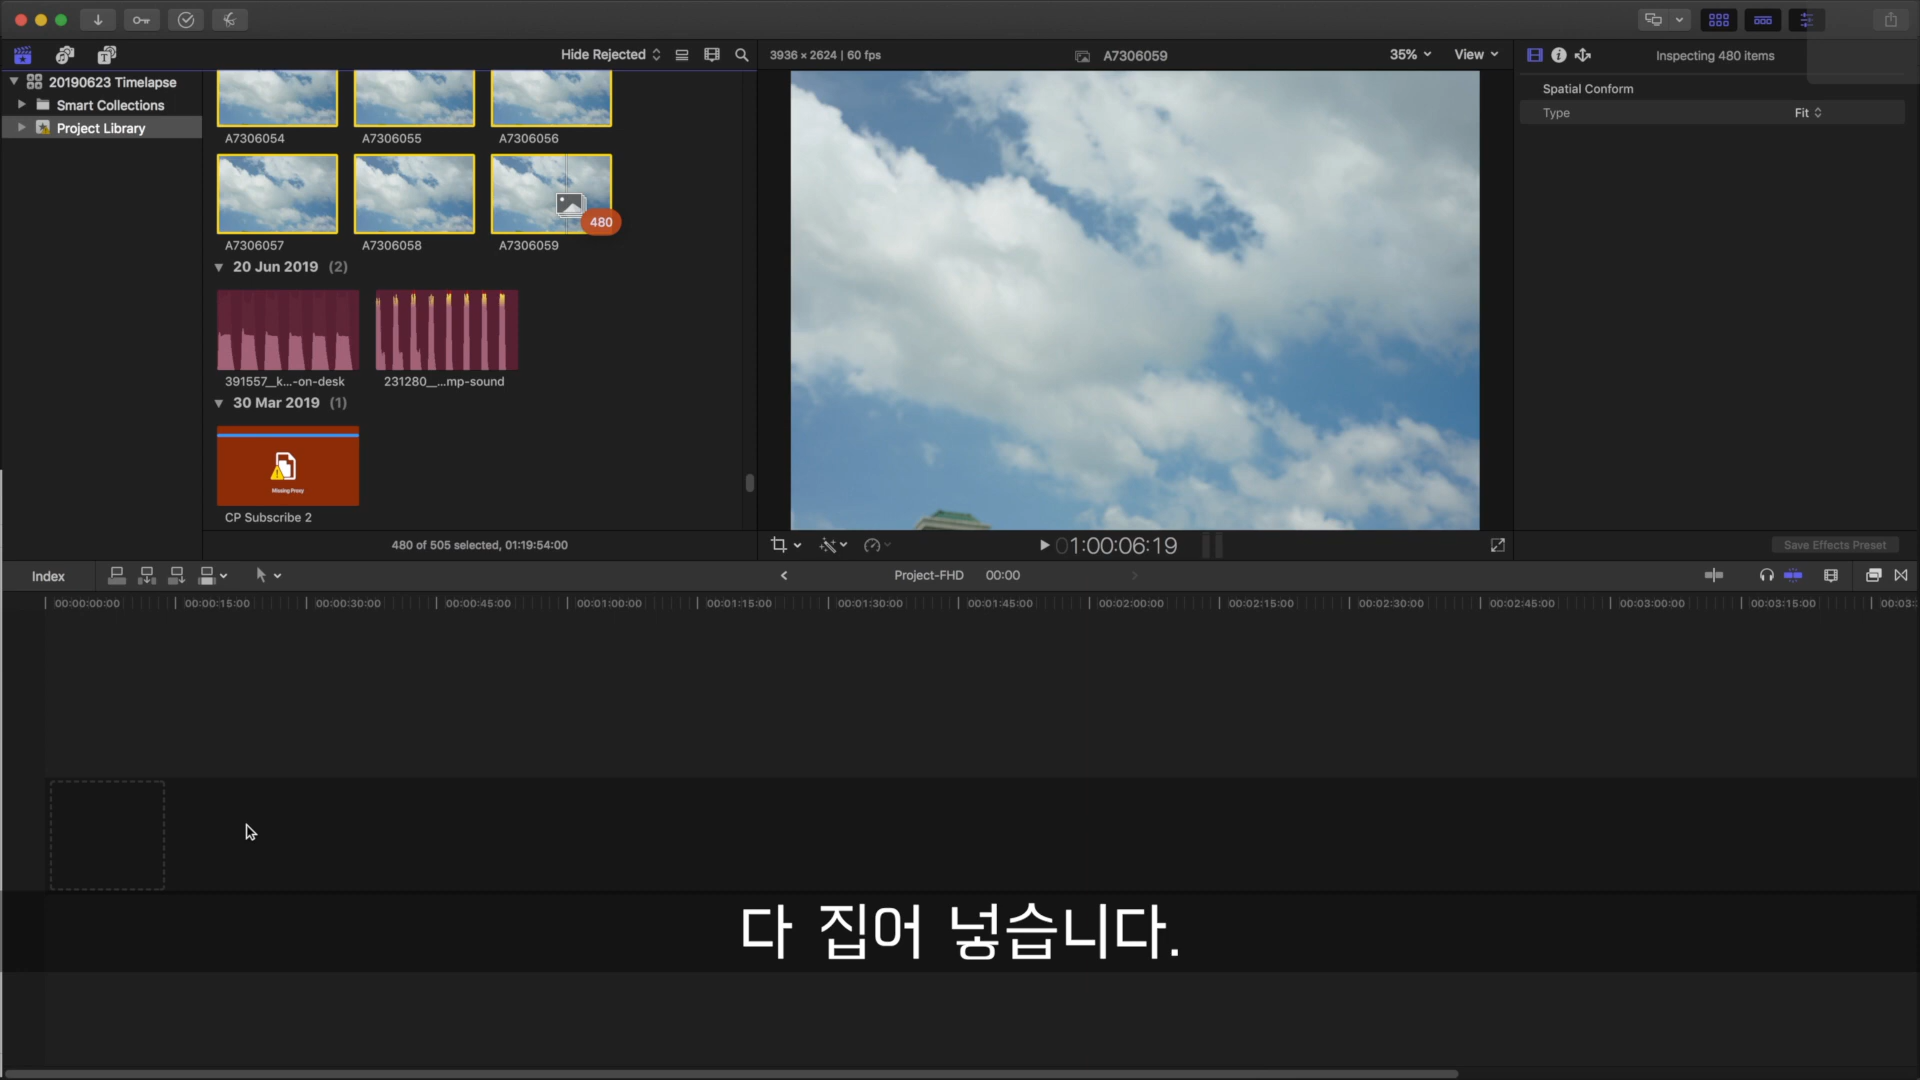 Hide Rejected
3936 × 2624 | 60 fps
A7306059
35%
View
Inspecting 480 items
20190623 Timelapse
Smart Collections
Project Library
Spatial Conform
Type
Fit
A7306054
A7306055
A7306056
480
A7306057
A7306058
A7306059
20 Jun 2019 (2)
391557__k...-on-desk
231280__...mp-sound
30 Mar 2019 (1)
Missing Proxy
CP Subscribe 2
480 of 505 selected, 01:19:54:00
01:00:06:19
Save Effects Preset
Index
Project-FHD
00:00
00:00:00:00
00:00:15:00
00:00:30:00
00:00:45:00
00:01:00:00
00:01:15:00
00:01:30:00
00:01:45:00
00:02:00:00
00:02:15:00
00:02:30:00
00:02:45:00
00:03:00:00
00:03:15:00
00:03:
다 집어 넣습니다.